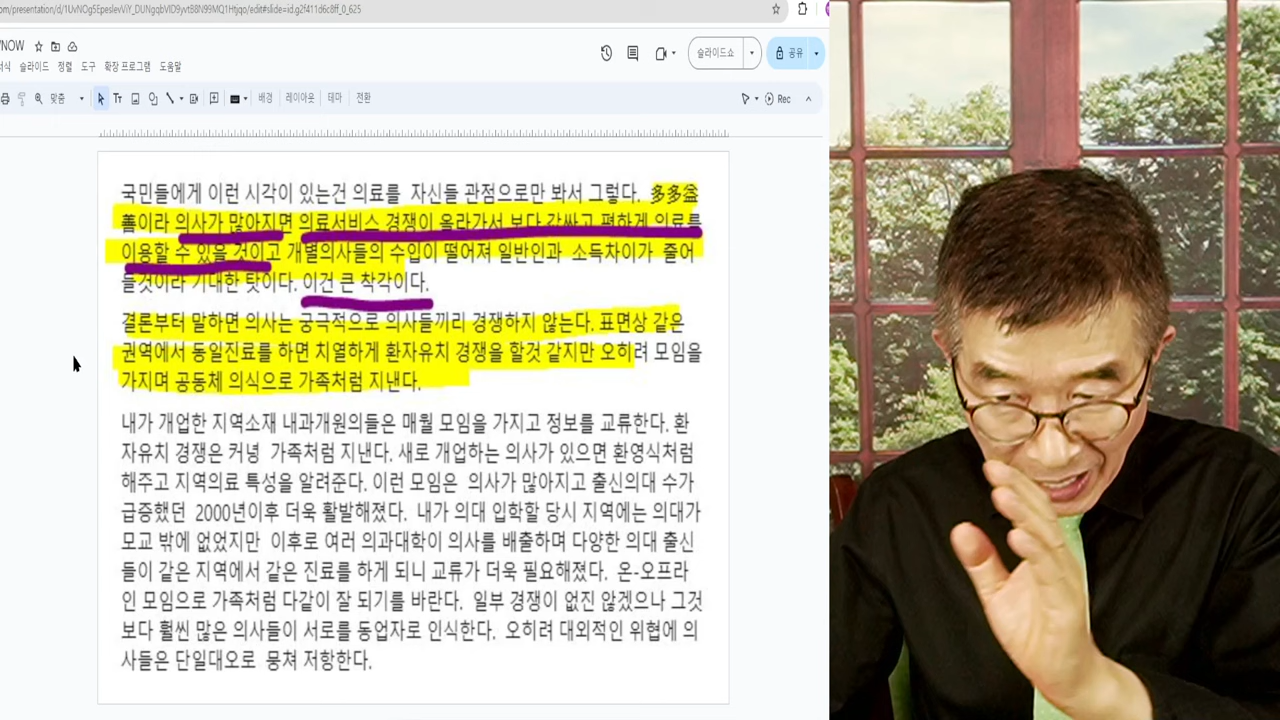 com/presentation/d/1UvNOg5EpeslevViY_DUNgqbVlD9yvtB8N99MQ1Htjqo/edit#slide=id.g2f411d6c8ff_0_625
NOW
서식 슬라이드 정렬 도구 확장 프로그램 도움말
슬라이드쇼
공유
맞춤
배경 레이아웃 테마 전환
Rec
국민들에게 이런 시각이 있는건 의료를 자신들 관점으로만 봐서 그렇다. 多多益
善이라 의사가 많아지면 의료서비스 경쟁이 올라가서 보다 값싸고 편하게 의료를
이용할 수 있을 것이고 개별의사들의 수입이 떨어져 일반인과 소득차이가 줄어
들것이라 기대한 탓이다. 이건 큰 착각이다.
결론부터 말하면 의사는 궁극적으로 의사들끼리 경쟁하지 않는다. 표면상 같은
권역에서 동일진료를 하면 치열하게 환자유치 경쟁을 할것 같지만 오히려 모임을
가지며 공동체 의식으로 가족처럼 지낸다.
내가 개업한 지역소재 내과개원의들은 매월 모임을 가지고 정보를 교류한다. 환
자유치 경쟁은 커녕 가족처럼 지낸다. 새로 개업하는 의사가 있으면 환영식처럼
해주고 지역의료 특성을 알려준다. 이런 모임은 의사가 많아지고 출신의대 수가
급증했던 2000년이후 더욱 활발해졌다. 내가 의대 입학할 당시 지역에는 의대가
모교 밖에 없었지만 이후로 여러 의과대학이 의사를 배출하며 다양한 의대 출신
들이 같은 지역에서 같은 진료를 하게 되니 교류가 더욱 필요해졌다. 온-오프라
인 모임으로 가족처럼 다같이 잘 되기를 바란다. 일부 경쟁이 없진 않겠으나 그것
보다 훨씬 많은 의사들이 서로를 동업자로 인식한다. 오히려 대외적인 위협에 의
사들은 단일대오로 뭉쳐 저항한다.